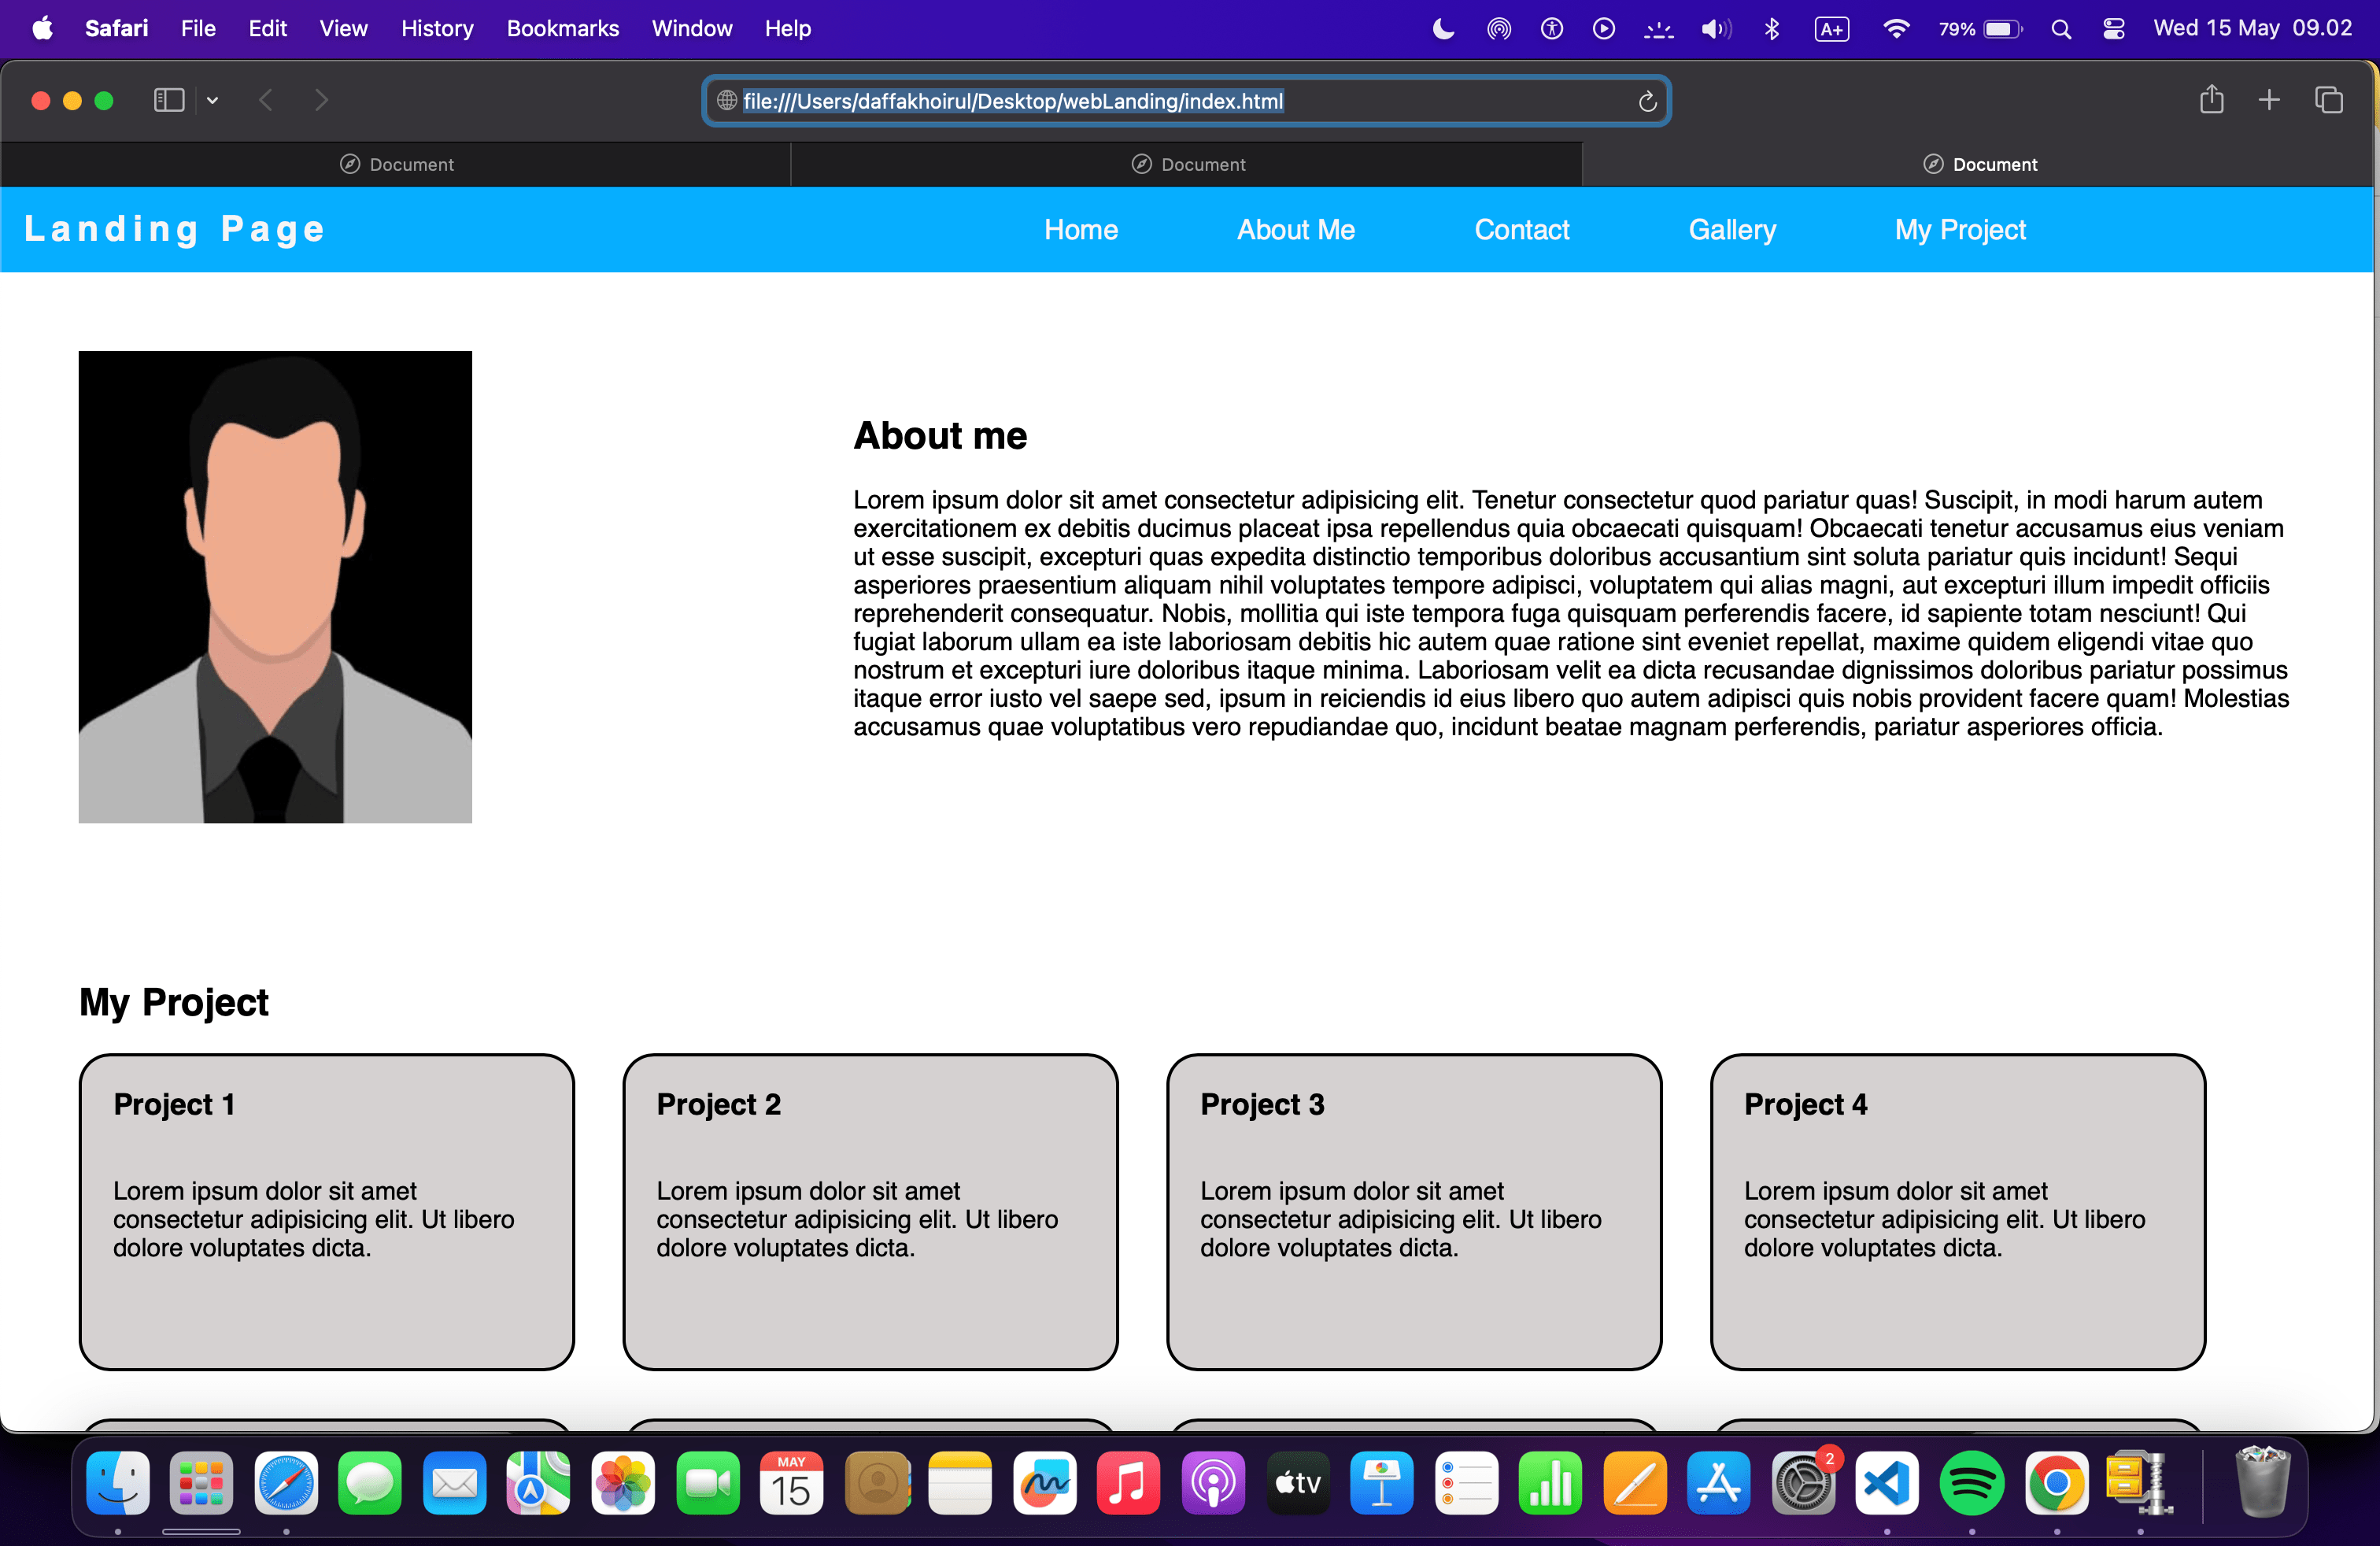 Safari File Edit View History Bookmarks Window Help A+ 79% Wed 15 May 09.02
file:///Users/daffakhoirul/Desktop/webLanding/index.html
Document Document Document
Landing Page Home About Me Contact Gallery My Project
About me
Lorem ipsum dolor sit amet consectetur adipisicing elit. Tenetur consectetur quod pariatur quas! Suscipit, in modi harum autem
exercitationem ex debitis ducimus placeat ipsa repellendus quia obcaecati quisquam! Obcaecati tenetur accusamus eius veniam
ut esse suscipit, excepturi quas expedita distinctio temporibus doloribus accusantium sint soluta pariatur quis incidunt! Sequi
asperiores praesentium aliquam nihil voluptates tempore adipisci, voluptatem qui alias magni, aut excepturi illum impedit officiis
reprehenderit consequatur. Nobis, mollitia qui iste tempora fuga quisquam perferendis facere, id sapiente totam nesciunt! Qui
fugiat laborum ullam ea iste laboriosam debitis hic autem quae ratione sint eveniet repellat, maxime quidem eligendi vitae quo
nostrum et excepturi iure doloribus itaque minima. Laboriosam velit ea dicta recusandae dignissimos doloribus pariatur possimus
itaque error iusto vel saepe sed, ipsum in reiciendis id eius libero quo autem adipisci quis nobis provident facere quam! Molestias
accusamus quae voluptatibus vero repudiandae quo, incidunt beatae magnam perferendis, pariatur asperiores officia.
My Project
Project 1
Lorem ipsum dolor sit amet
consectetur adipisicing elit. Ut libero
dolore voluptates dicta.
Project 2
Lorem ipsum dolor sit amet
consectetur adipisicing elit. Ut libero
dolore voluptates dicta.
Project 3
Lorem ipsum dolor sit amet
consectetur adipisicing elit. Ut libero
dolore voluptates dicta.
Project 4
Lorem ipsum dolor sit amet
consectetur adipisicing elit. Ut libero
dolore voluptates dicta.
MAY
15
tv
2